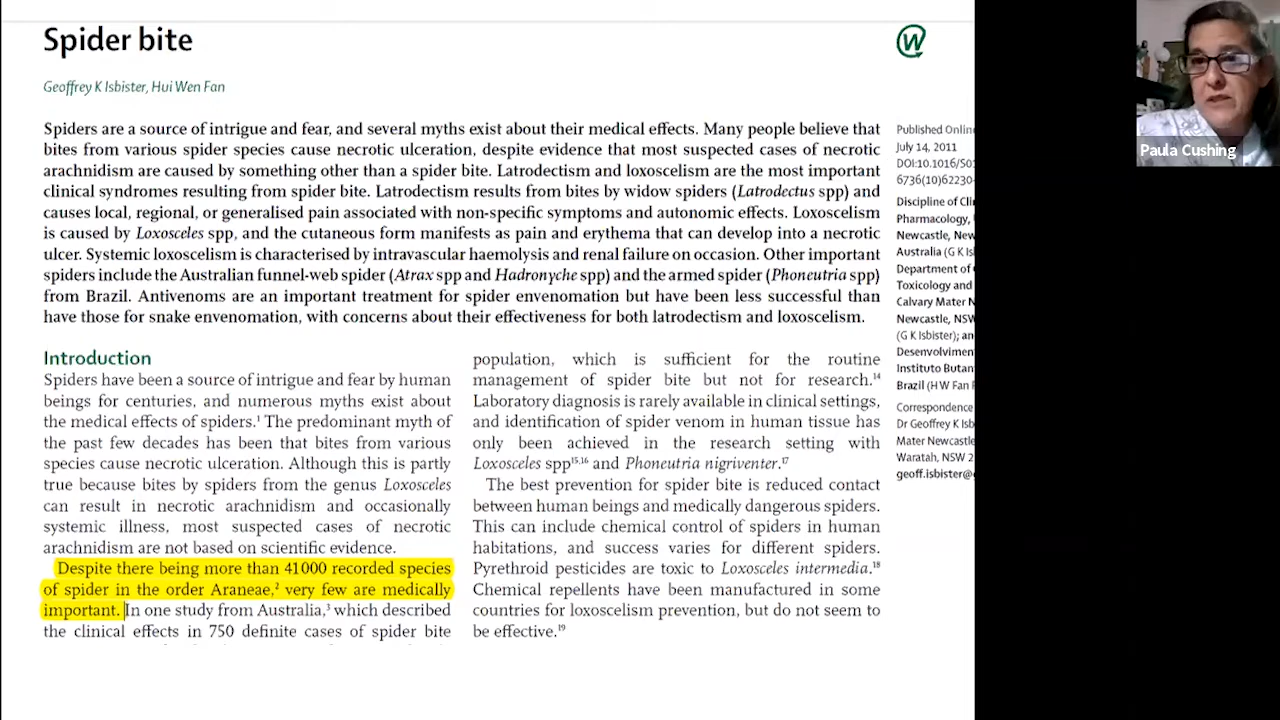 Spider bite
Geoffrey K Isbister, Hui Wen Fan
Spiders are a source of intrigue and fear, and several myths exist about their medical effects. Many people believe that
bites from various spider species cause necrotic ulceration, despite evidence that most suspected cases of necrotic
arachnidism are caused by something other than a spider bite. Latrodectism and loxoscelism are the most important
clinical syndromes resulting from spider bite. Latrodectism results from bites by widow spiders (Latrodectus spp) and
causes local, regional, or generalised pain associated with non-specific symptoms and autonomic effects. Loxoscelism
is caused by Loxosceles spp, and the cutaneous form manifests as pain and erythema that can develop into a necrotic
ulcer. Systemic loxoscelism is characterised by intravascular haemolysis and renal failure on occasion. Other important
spiders include the Australian funnel-web spider (Atrax spp and Hadronyche spp) and the armed spider (Phoneutria spp)
from Brazil. Antivenoms are an important treatment for spider envenomation but have been less successful than
have those for snake envenomation, with concerns about their effectiveness for both latrodectism and loxoscelism.
Introduction
Spiders have been a source of intrigue and fear by human
beings for centuries, and numerous myths exist about
the medical effects of spiders.¹ The predominant myth of
the past few decades has been that bites from various
species cause necrotic ulceration. Although this is partly
true because bites by spiders from the genus Loxosceles
can result in necrotic arachnidism and occasionally
systemic illness, most suspected cases of necrotic
arachnidism are not based on scientific evidence.
Despite there being more than 41000 recorded species
of spider in the order Araneae,² very few are medically
important. In one study from Australia,³ which described
the clinical effects in 750 definite cases of spider bite
population, which is sufficient for the routine
management of spider bite but not for research.¹⁴
Laboratory diagnosis is rarely available in clinical settings,
and identification of spider venom in human tissue has
only been achieved in the research setting with
Loxosceles spp¹⁵,¹⁶ and Phoneutria nigriventer.¹⁷
The best prevention for spider bite is reduced contact
between human beings and medically dangerous spiders.
This can include chemical control of spiders in human
habitations, and success varies for different spiders.
Pyrethroid pesticides are toxic to Loxosceles intermedia.¹⁸
Chemical repellents have been manufactured in some
countries for loxoscelism prevention, but do not seem to
be effective.¹⁹
W
Published Onlin
July 14, 2011
DOI:10.1016/S01
6736(10)62230-
Discipline of Cli
Pharmacology,
Newcastle, New
Australia (G K Is
Department of
Toxicology and
Calvary Mater N
Newcastle, NSW
(G K Isbister); an
Desenvolvimen
Instituto Butan
Brazil (H W Fan
Correspondence
Dr Geoffrey K Isb
Mater Newcastle
Waratah, NSW 2
geoff.isbister@
Paula Cushing